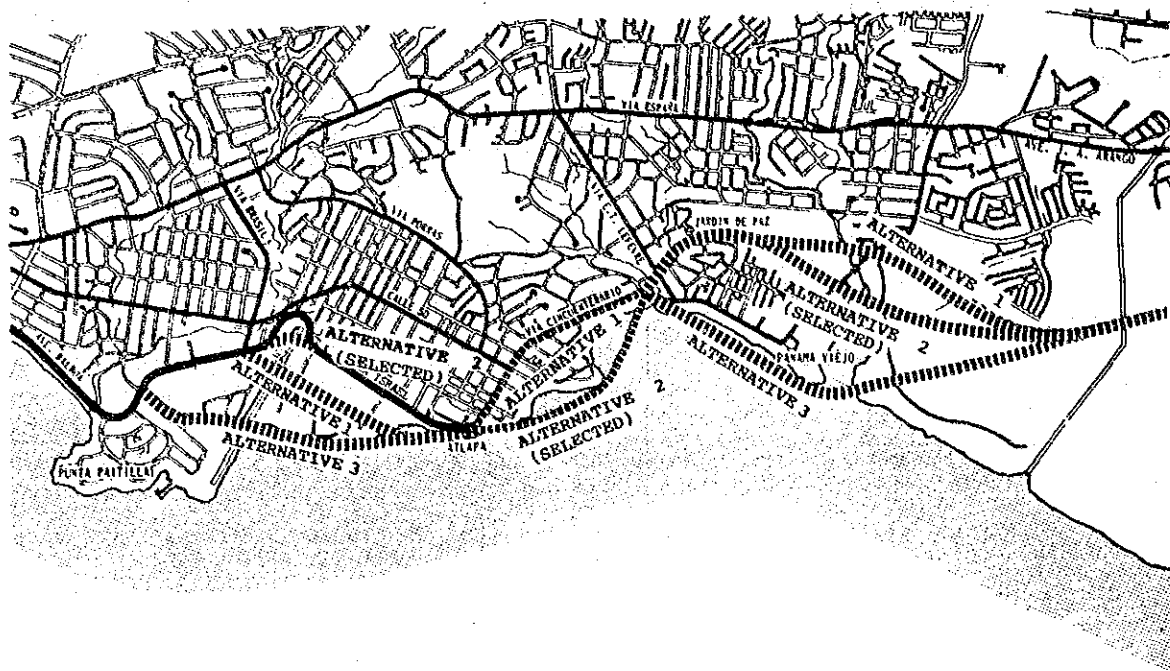 VIA ESPAÑA
AVE. J. A. ARANGO
VIA BRASIL
VIA PORRAS
JARDIN DE PAZ
ALTERNATIVE 1
ALTERNATIVE 2
(SELECTED)
VIA CINCUENTENARIO
CALLE 50
ALTERNATIVE 1
ALTERNATIVE 2
(SELECTED)
PANAMA VIEJO
ALTERNATIVE 3
AVE. BALBOA
ALTERNATIVE 2
(SELECTED)
ISRAEL
ALTERNATIVE 1
ALTERNATIVE 3
ATLAPA
PUNTA PAITILLA